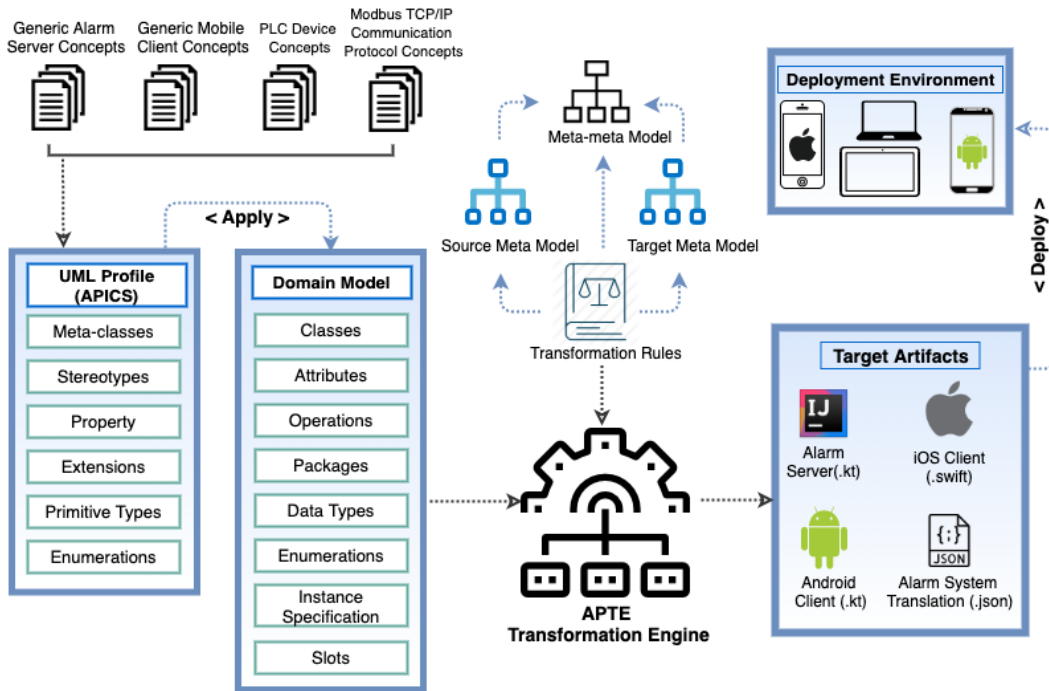 Generic Alarm
Server Concepts
Generic Mobile
Client Concepts
PLC Device
Concepts
Modbus TCP/IP
Communication
Protocol Concepts
Meta-meta Model
Source Meta Model
Target Meta Model
Transformation Rules
Deployment Environment
< Apply >
< Deploy >
UML Profile
(APICS)
Meta-classes
Stereotypes
Property
Extensions
Primitive Types
Enumerations
Domain Model
Classes
Attributes
Operations
Packages
Data Types
Enumerations
Instance
Specification
Slots
APTE
Transformation Engine
Target Artifacts
IJ
Alarm
Server(.kt)
iOS Client
(.swift)
Android
Client (.kt)
{;}
JSON
Alarm System
Translation (.json)